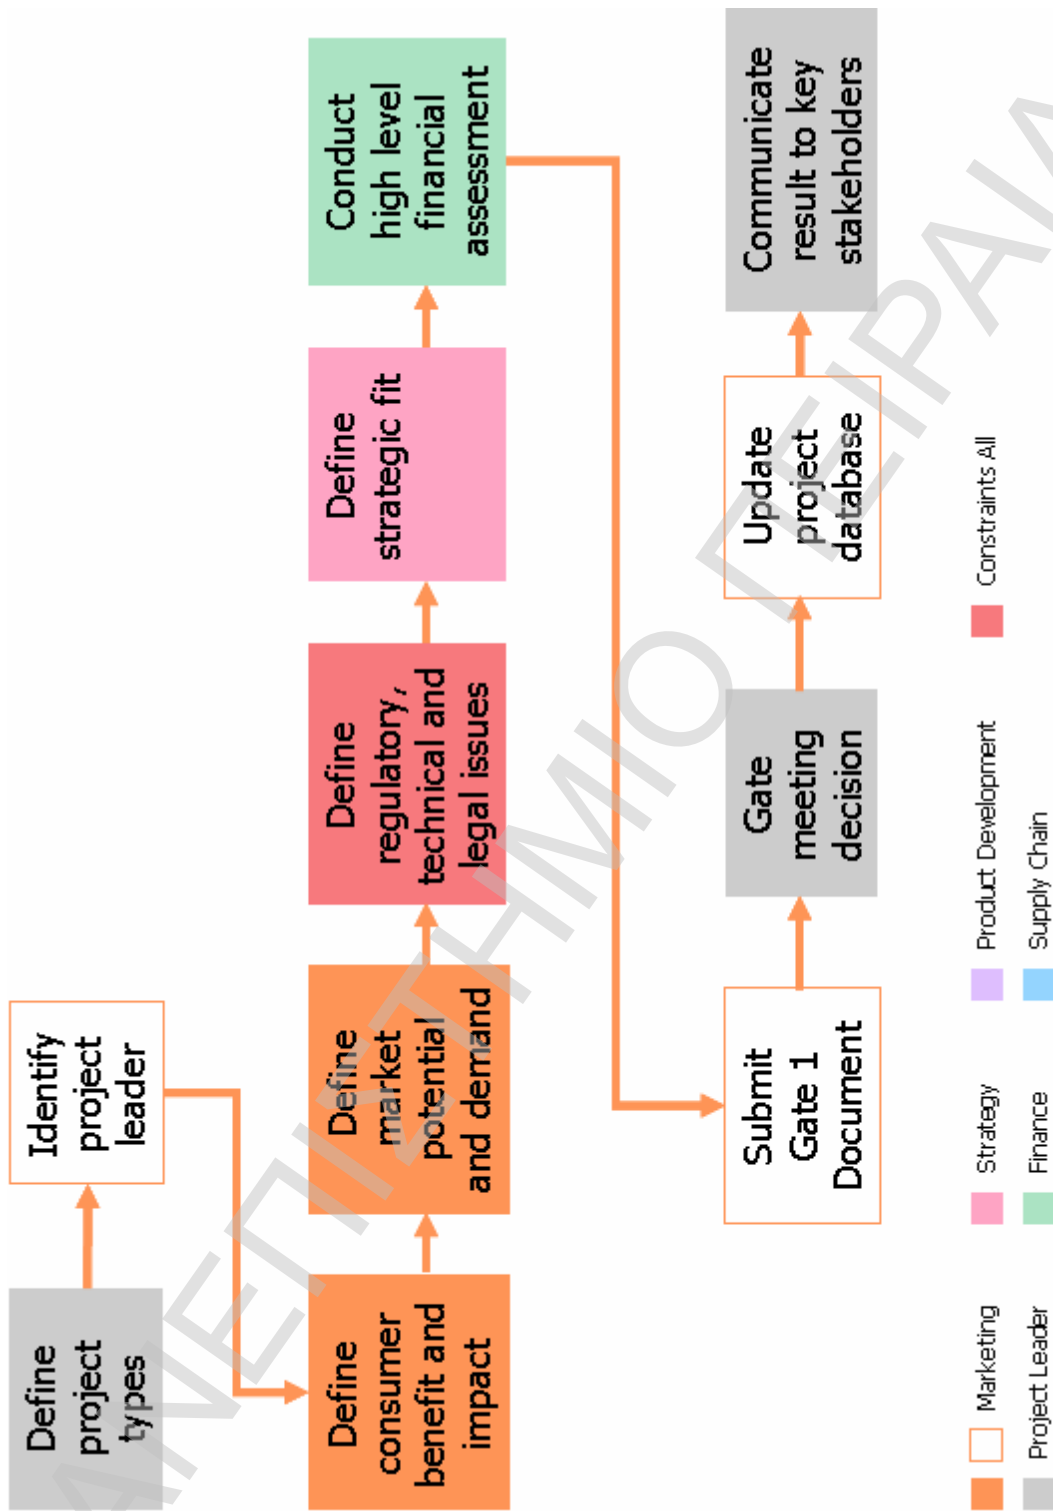 Define
project
types
Identify
project
leader
Define
consumer
benefit and
impact
Define
market
potential
and demand
Define
regulatory,
technical and
legal issues
Define
strategic fit
Conduct
high level
financial
assessment
Submit
Gate 1
Document
Gate
meeting
decision
Update
project
database
Communicate
result to key
stakeholders
Marketing
Strategy
Product Development
Constraints All
Project Leader
Finance
Supply Chain
ΑΝΕΠΙΣΤΗΜΙΟ ΠΕΙΡΑΙΑ